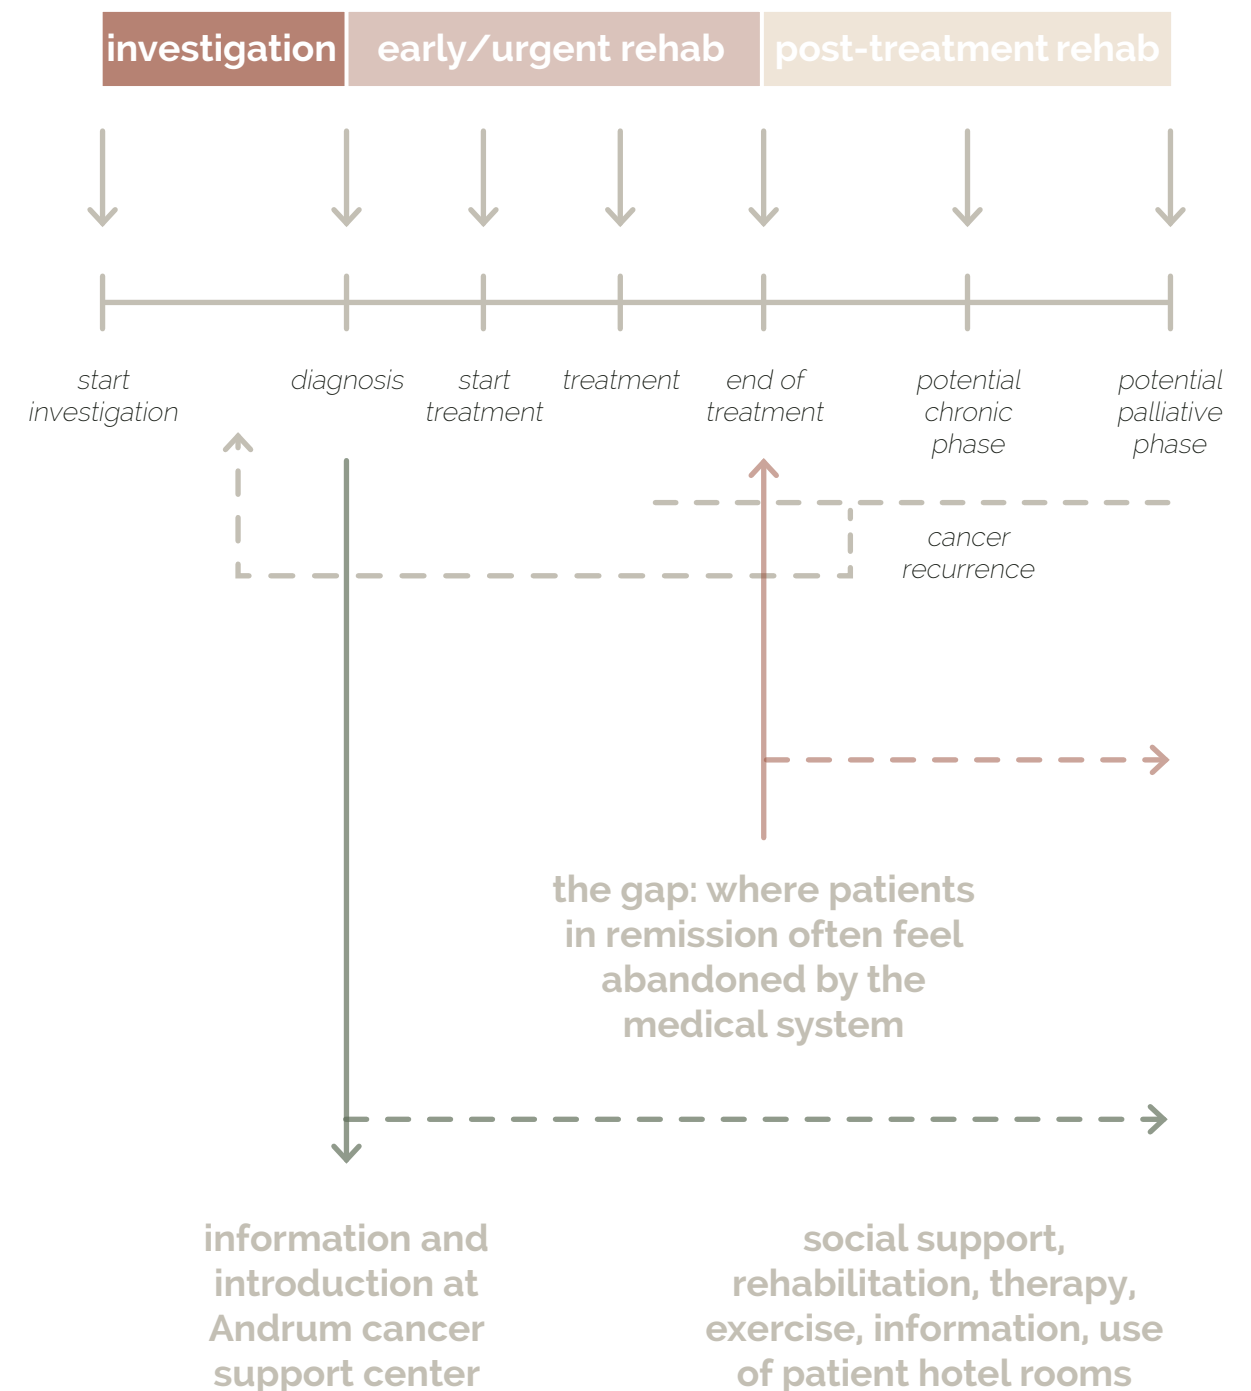 investigation
early/urgent rehab
post-treatment rehab
start
investigation
diagnosis
start
treatment
treatment
end of
treatment
potential
chronic
phase
potential
palliative
phase
cancer
recurrence
the gap: where patients
in remission often feel
abandoned by the
medical system
information and
introduction at
Andrum cancer
support center
social support,
rehabilitation, therapy,
exercise, information, use
of patient hotel rooms